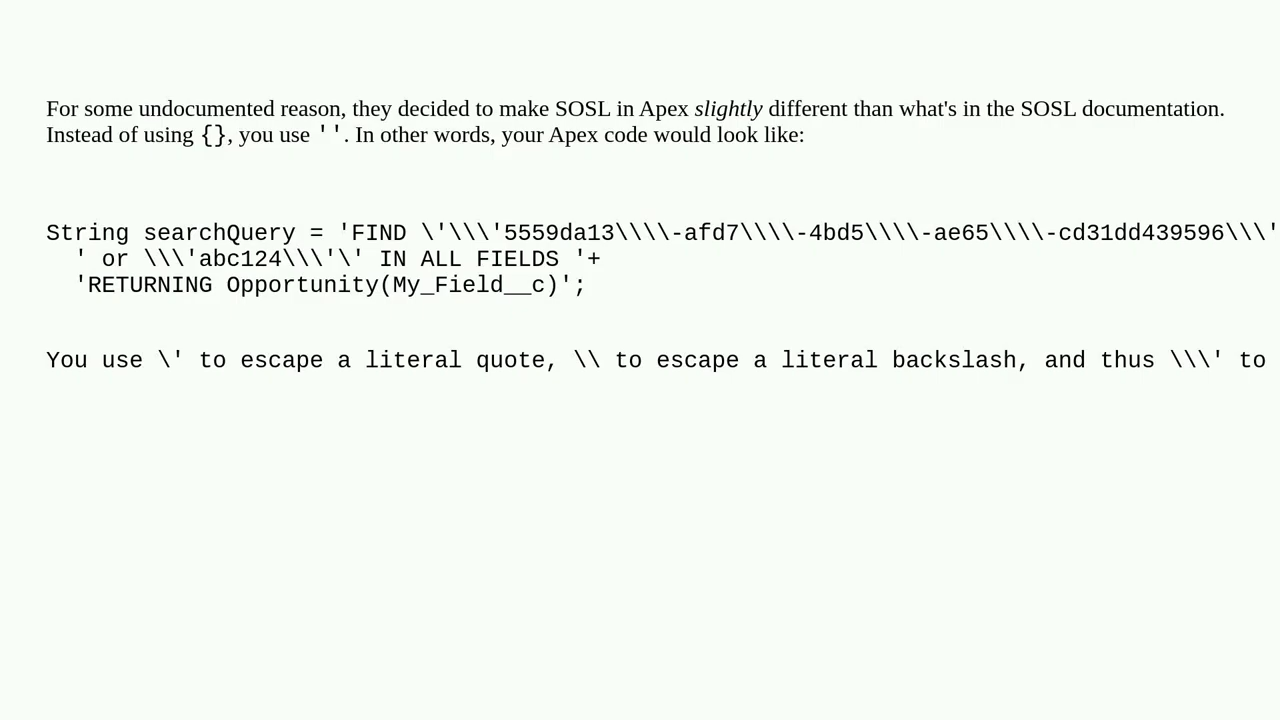 For some undocumented reason, they decided to make SOSL in Apex slightly different than what's in the SOSL documentation.
Instead of using {}, you use ''. In other words, your Apex code would look like:
String searchQuery = 'FIND \'\\\'5559da13\\\\-afd7\\\\-4bd5\\\\-ae65\\\\-cd31dd439596\\\'
' or \\\'abc124\\\'\' IN ALL FIELDS '+
'RETURNING Opportunity(My_Field__c)';
You use \' to escape a literal quote, \\ to escape a literal backslash, and thus \\\' to